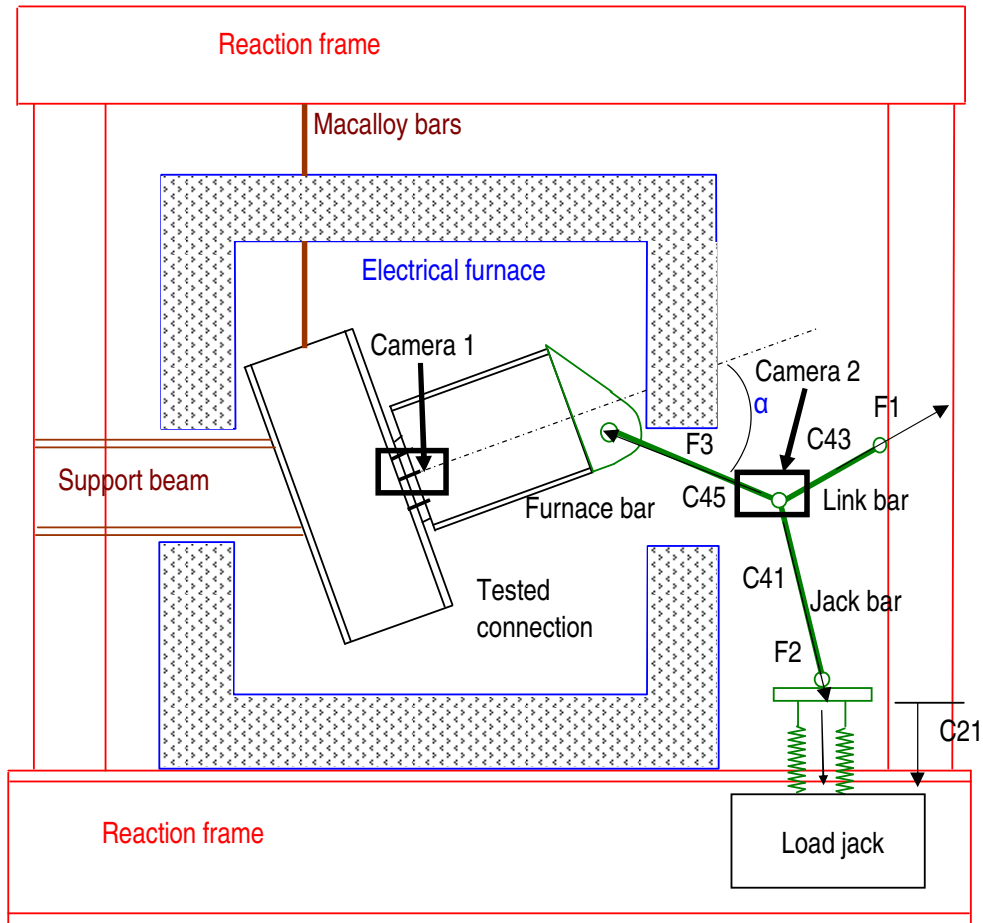 Reaction frame
Macalloy bars
Electrical furnace
Camera 1
Camera 2
α
F1
F3
C43
Support beam
C45
Link bar
Furnace bar
C41
Tested
connection
Jack bar
F2
C21
Reaction frame
Load jack